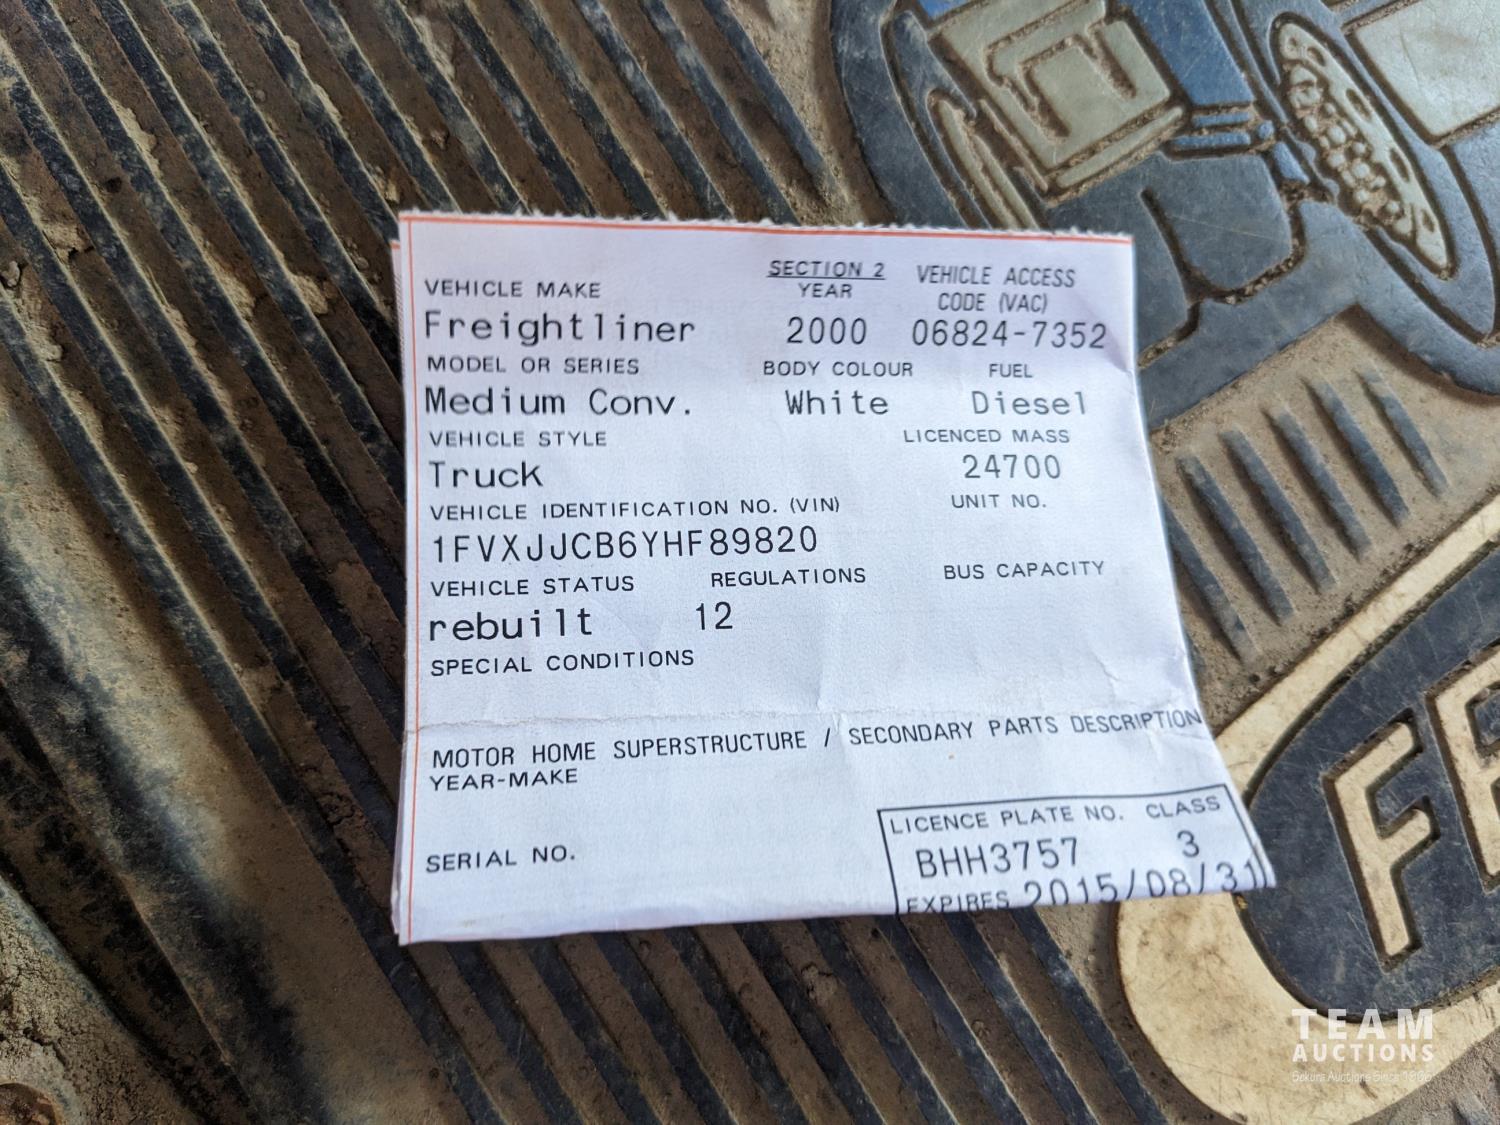 SECTION 2
VEHICLE MAKE YEAR VEHICLE ACCESS CODE (VAC)
Freightliner 2000 06824-7352
MODEL OR SERIES BODY COLOUR FUEL
Medium Conv. White Diesel
VEHICLE STYLE LICENCED MASS
Truck 24700
VEHICLE IDENTIFICATION NO. (VIN) UNIT NO.
1FVXJJCB6YHF89820
VEHICLE STATUS REGULATIONS BUS CAPACITY
rebuilt 12
SPECIAL CONDITIONS
MOTOR HOME SUPERSTRUCTURE / SECONDARY PARTS DESCRIPTION
YEAR-MAKE
LICENCE PLATE NO. CLASS
SERIAL NO. BHH3757 3
EXPIRES 2015/08/31
TEAM
AUCTIONS